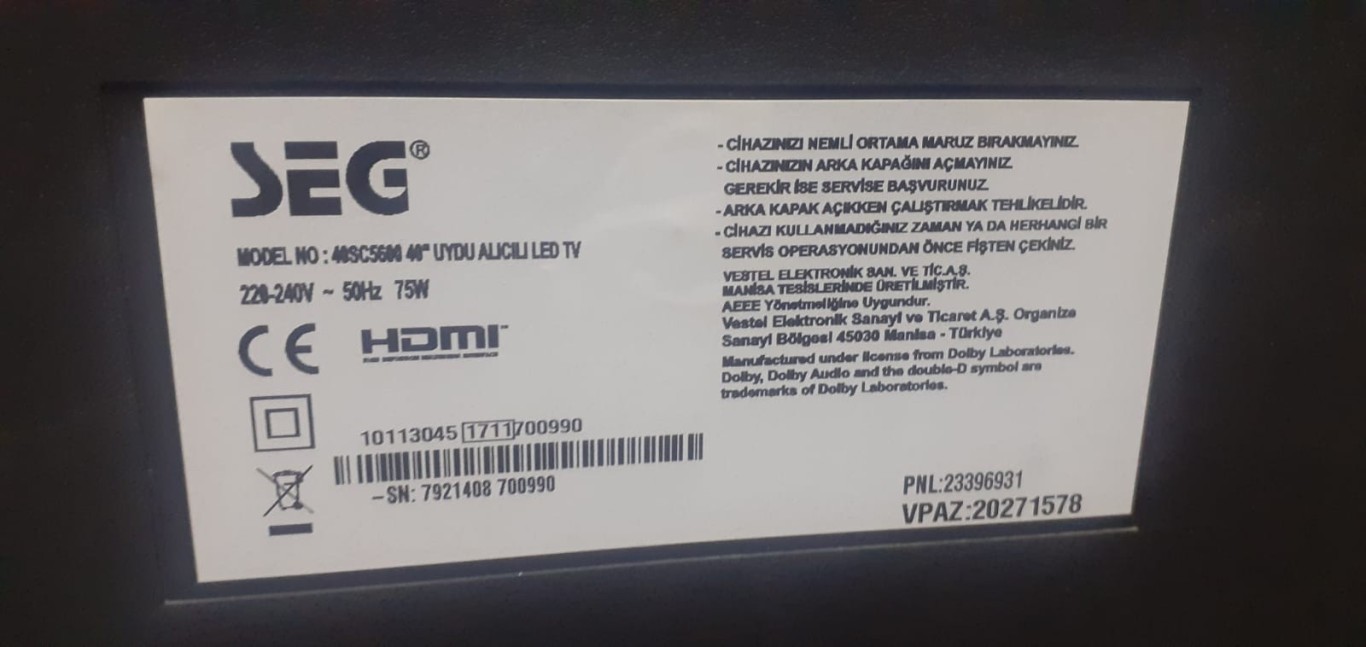 SEG®
MODEL NO : 40SC5600 40" UYDU ALICILI LED TV
220-240V ~ 50Hz 75W
CE HDMI™
10113045 1711 700990
-SN: 7921408 700990
- CİHAZINIZI NEMLİ ORTAMA MARUZ BIRAKMAYINIZ.
- CİHAZINIZIN ARKA KAPAĞINI AÇMAYINIZ.
GEREKİR İSE SERVİSE BAŞVURUNUZ.
- ARKA KAPAK AÇIKKEN ÇALIŞTIRMAK TEHLİKELİDİR.
- CİHAZI KULLANMADIĞINIZ ZAMAN YA DA HERHANGİ BİR
SERVİS OPERASYONUNDAN ÖNCE FİŞTEN ÇEKİNİZ.
VESTEL ELEKTRONİK SAN. VE TİC.A.Ş.
MANİSA TESİSLERİNDE ÜRETİLMİŞTİR.
AEEE Yönetmeliğine Uygundur.
Vestel Elektronik Sanayi ve Ticaret A.Ş. Organize
Sanayi Bölgesi 45030 Manisa - Türkiye
Manufactured under license from Dolby Laboratories.
Dolby, Dolby Audio and the double-D symbol are
trademarks of Dolby Laboratories.
PNL:23396931
VPAZ:20271578